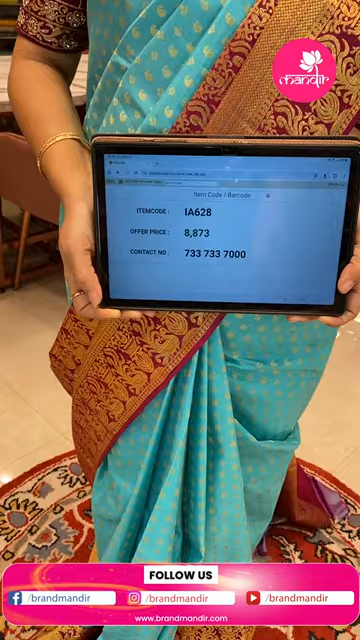 mandir
Item Code / Barcode
ITEMCODE : IA628
OFFER PRICE : 8,873
CONTACT NO : 733 733 7000
FOLLOW US
/brandmandir /brandmandir /brandmandir
www.brandmandir.com